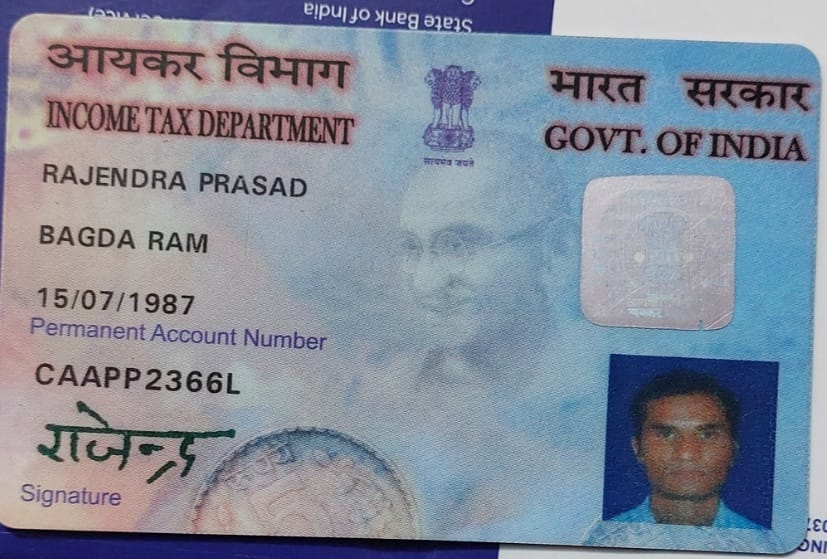 State Bank of India
आयकर विभाग
INCOME TAX DEPARTMENT
सत्यमेव जयते
भारत सरकार
GOVT. OF INDIA
RAJENDRA PRASAD
BAGDA RAM
15/07/1987
Permanent Account Number
CAAPP2366L
राजेन्द्र
Signature